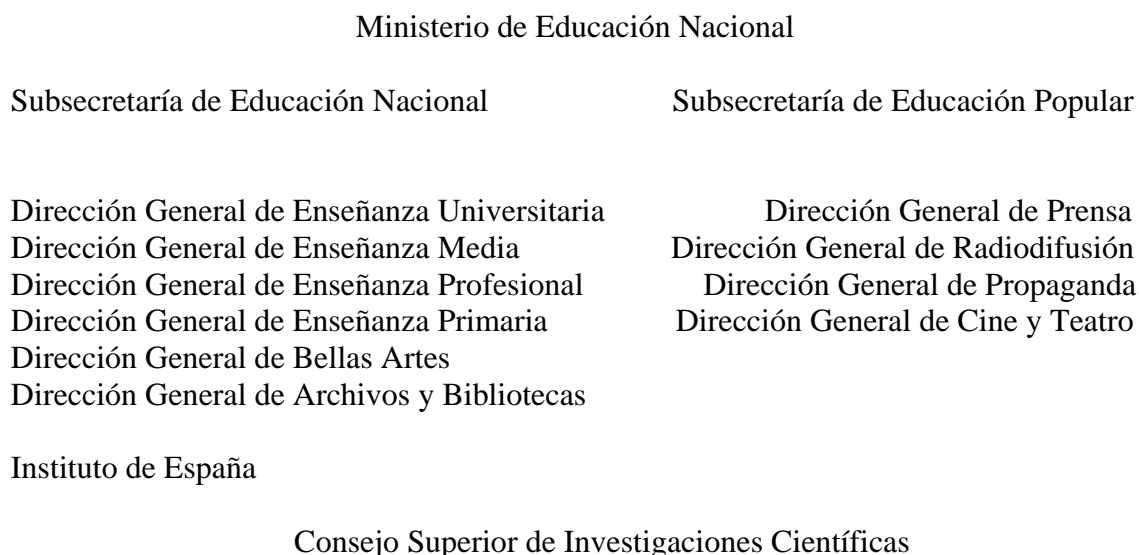 Ministerio de Educación Nacional
Subsecretaría de Educación Nacional Subsecretaría de Educación Popular
Dirección General de Enseñanza Universitaria Dirección General de Prensa
Dirección General de Enseñanza Media Dirección General de Radiodifusión
Dirección General de Enseñanza Profesional Dirección General de Propaganda
Dirección General de Enseñanza Primaria Dirección General de Cine y Teatro
Dirección General de Bellas Artes
Dirección General de Archivos y Bibliotecas
Instituto de España
Consejo Superior de Investigaciones Científicas